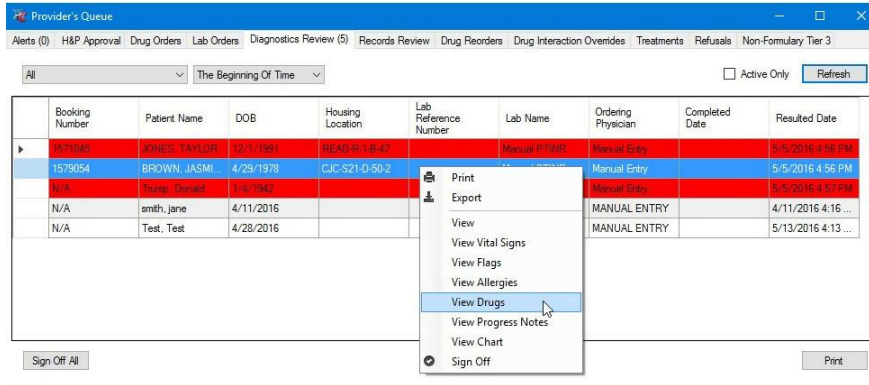 Provider's Queue
Alerts (0) H&P Approval Drug Orders Lab Orders Diagnostics Review (5) Records Review Drug Reorders Drug Interaction Overrides Treatments Refusals Non-Formulary Tier 3
All The Beginning Of Time Active Only Refresh
Booking Number Patient Name DOB Housing Location Lab Reference Number Lab Name Ordering Physician Completed Date Resulted Date
1571045 JONES, TAYLOR 12/1/1991 READ-R/1-B-47 Manual PTINR Manual Entry 5/5/2016 4:56 PM
1579054 BROWN, JASMI... 4/29/1978 CJC-S21-D-50-2 Manual Entry 5/5/2016 4:56 PM
N/A Trump, Donald 1/4/1942 Manual Entry 5/5/2016 4:57 PM
N/A smith, jane 4/11/2016 MANUAL ENTRY 4/11/2016 4:16 ...
N/A Test, Test 4/28/2016 MANUAL ENTRY 5/13/2016 4:13 ...
Print
Export
View
View Vital Signs
View Flags
View Allergies
View Drugs
View Progress Notes
View Chart
Sign Off
Sign Off All Print